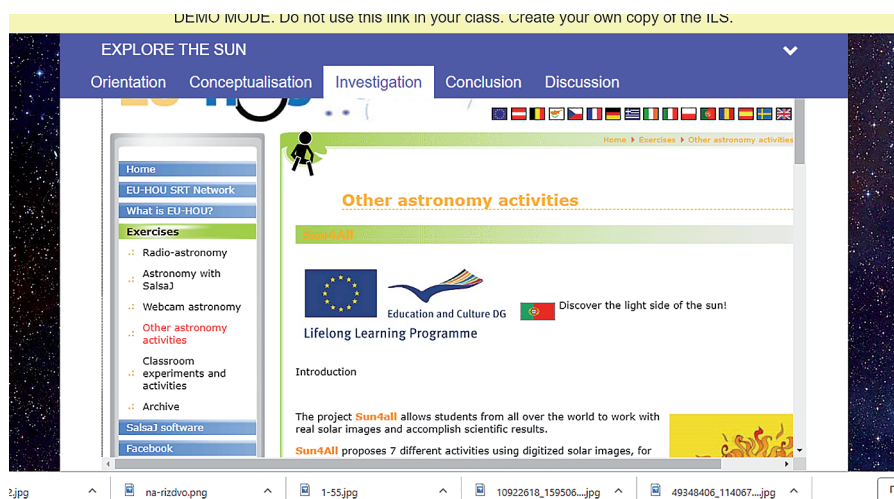 DEMO MODE. Do not use this link in your class. Create your own copy of the ILS.
EXPLORE THE SUN
Orientation Conceptualisation Investigation Conclusion Discussion
Home Exercises Other astronomy activities
Home
EU-HOU SRT Network
What is EU-HOU?
Exercises
Radio-astronomy
Astronomy with
SalsaJ
Webcam astronomy
Other astronomy
activities
Classroom
experiments and
activities
Archive
SalsaJ software
Facebook
Other astronomy activities
Sun4All
Education and Culture DG
Lifelong Learning Programme
Discover the light side of the sun!
Introduction
The project Sun4all allows students from all over the world to work with
real solar images and accomplish scientific results.
Sun4All proposes 7 different activities using digitized solar images, for
2.jpg na-rizdvo.png 1-55.jpg 10922618_159506....jpg 49348406_114067....jpg